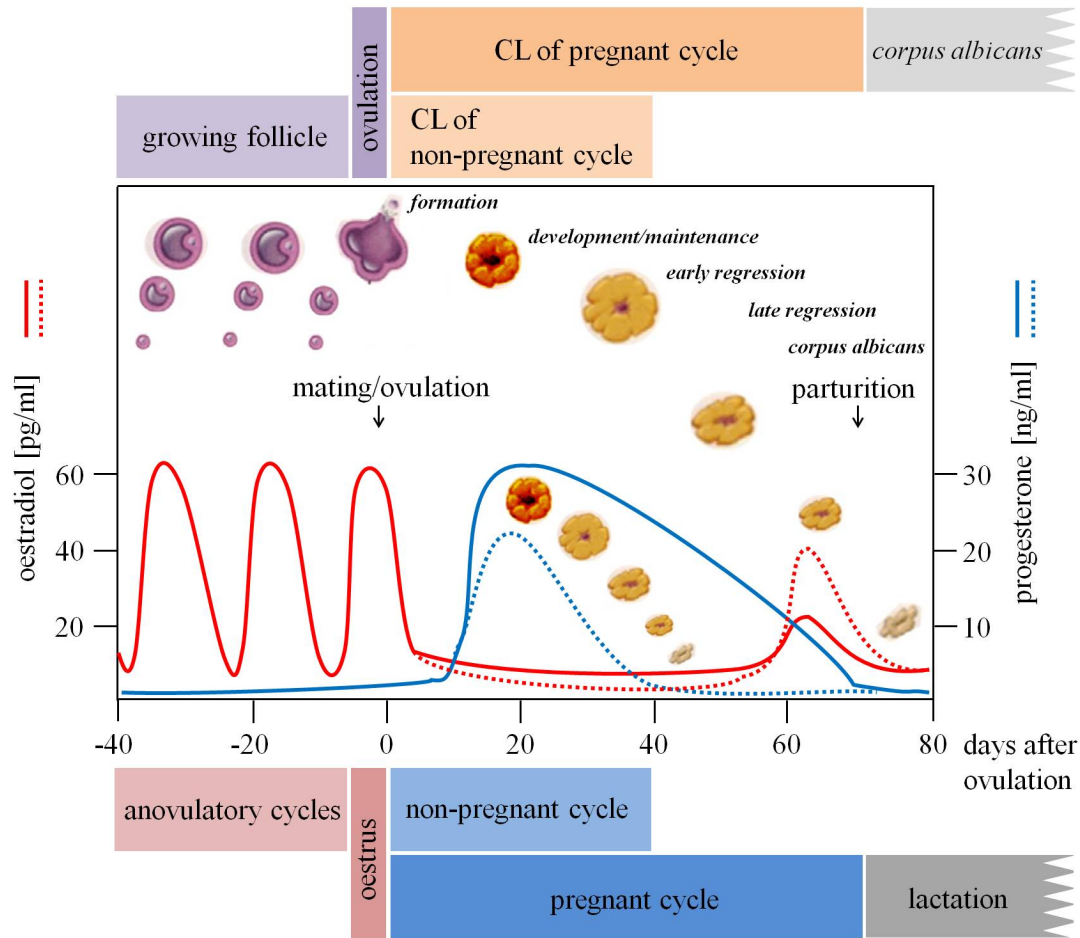 ovulation
CL of pregnant cycle
corpus albicans
growing follicle
CL of
non-pregnant cycle
formation
development/maintenance
early regression
late regression
corpus albicans
mating/ovulation
parturition
oestradiol [pg/ml]
60
40
20
progesterone [ng/ml]
30
20
10
-40
-20
0
20
40
60
80
days after
ovulation
anovulatory cycles
oestrus
non-pregnant cycle
pregnant cycle
lactation